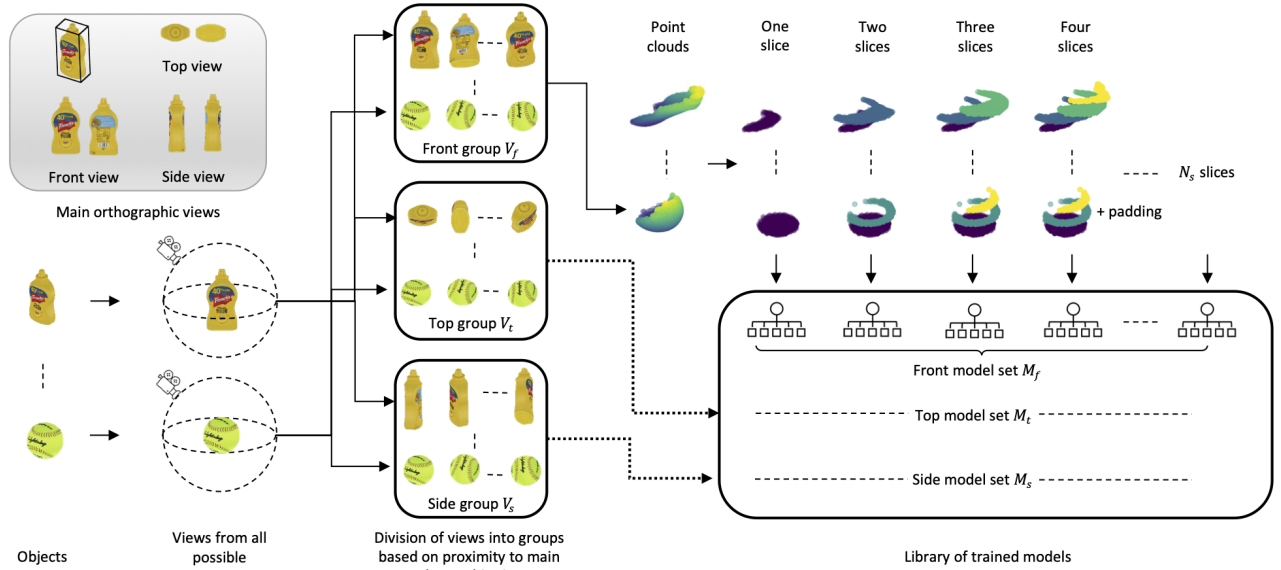 Front view
Top view
Side view
Main orthographic views
Objects
Views from all
possible
Front group V_f
Top group V_t
Side group V_s
Division of views into groups
based on proximity to main
Point
clouds
One
slice
Two
slices
Three
slices
Four
slices
N_s slices
+ padding
Front model set M_f
Top model set M_t
Side model set M_s
Library of trained models